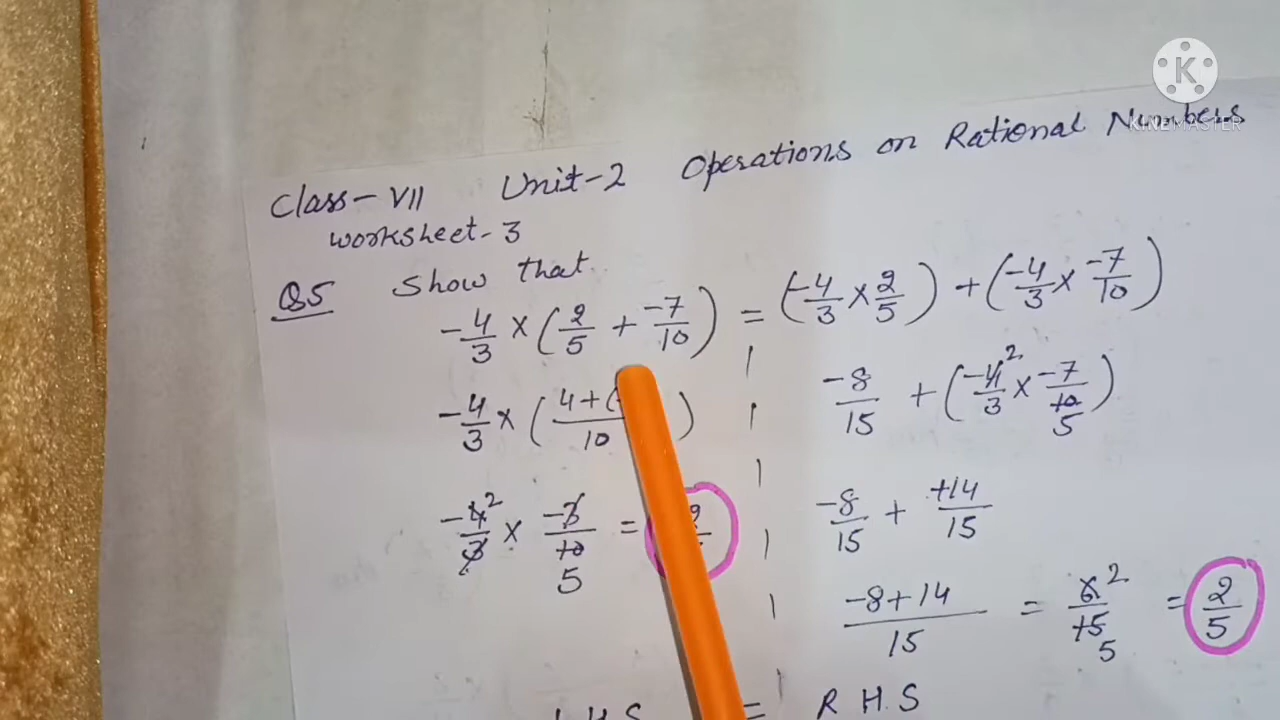 K
KINEMASTER
Class-VII Unit-2 Operations on Rational Numbers
Worksheet-3
Q5 Show that
-4/3 × (2/5 + -7/10) = (-4/3 × 2/5) + (-4/3 × -7/10)
-4/3 × (4+( /10)
-4/3 × -3/10 =
2
5
-8/15 + (-4/3 × -7/10)
2
5
-8/15 + +14/15
-8+14/15 = 6/15 = 2/5
2
5
L.H.S = R.H.S